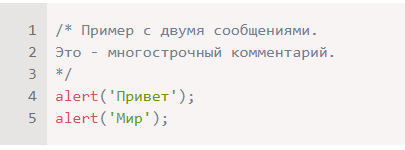 1 /* Пример с двумя сообщениями.
2 Это - многострочный комментарий.
3 */
4 alert('Привет');
5 alert('Мир');